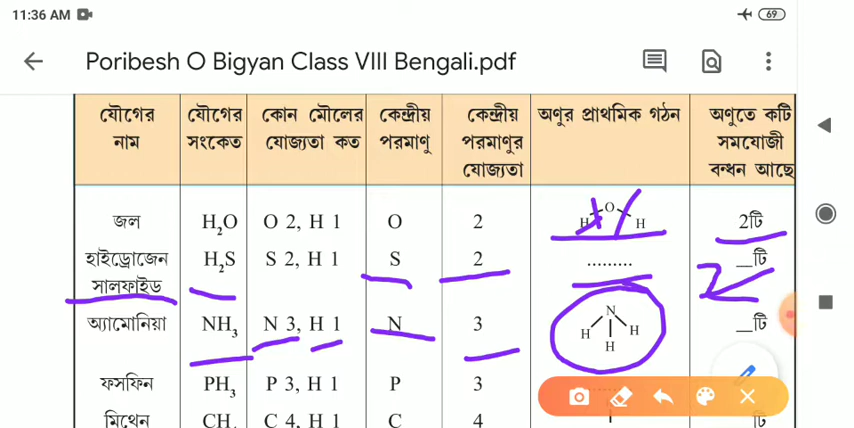 11:36 AM
69
Poribesh O Bigyan Class VIII Bengali.pdf
যৌগের নাম যৌগের সংকেত কোন মৌলের যোজ্যতা কত কেন্দ্রীয় পরমাণু কেন্দ্রীয় পরমাণুর যোজ্যতা অণুর প্রাথমিক গঠন অণুতে কটি সমযোজী বন্ধন আছে
জল H₂O O 2, H 1 O 2 H O H 2টি
হাইড্রোজেন সালফাইড H₂S S 2, H 1 S 2 ......... __টি
অ্যামোনিয়া NH₃ N 3, H 1 N 3 N H H H __টি
ফসফিন PH₃ P 3, H 1 P 3
মিথেন CH C 4, H 1 C 4 টি